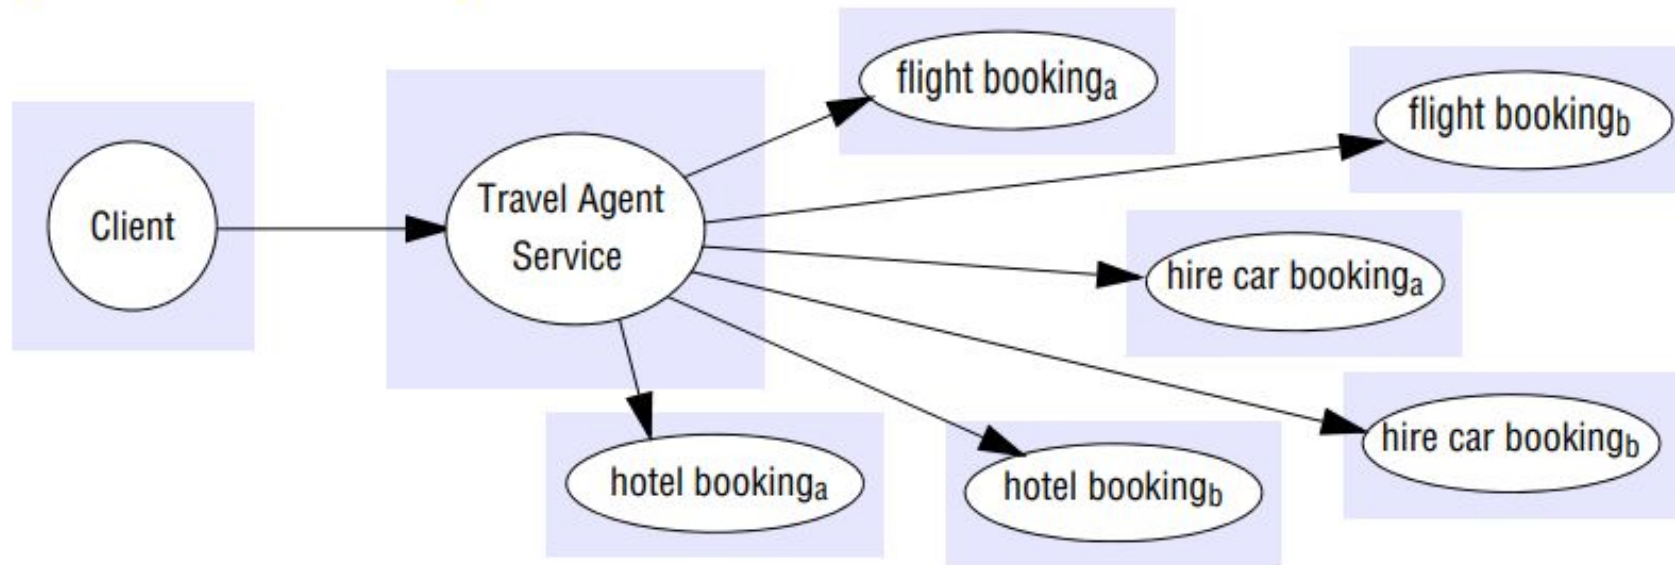 flight bookinga
flight bookingb
Client
Travel Agent
Service
hire car bookinga
hire car bookingb
hotel bookinga
hotel bookingb